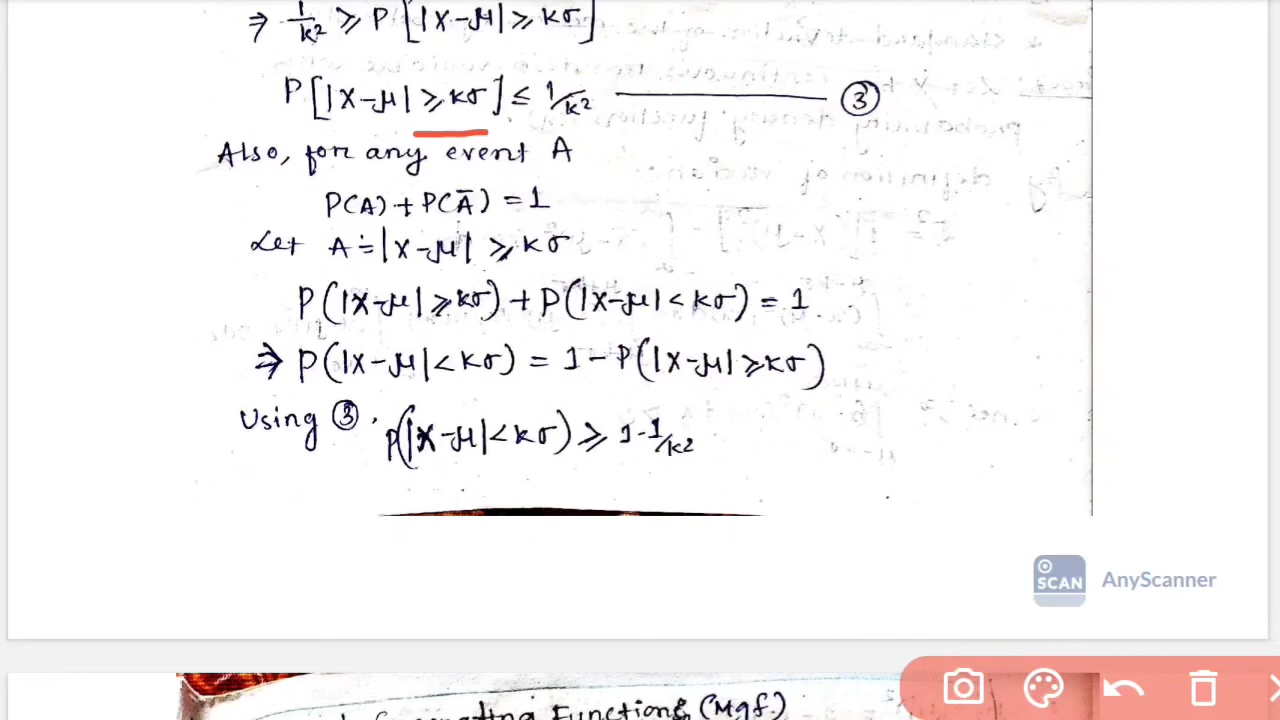 ⇒ 1/k² ≥ P[|X-μ| ≥ kσ]
P[|X-μ| ≥ kσ] ≤ 1/k² ——— ③
Also, for any event A
P(A) + P(Ā) = 1
Let A = |X-μ| ≥ kσ
P(|X-μ| ≥ kσ) + P(|X-μ| < kσ) = 1
⇒ P(|X-μ| < kσ) = 1 - P(|X-μ| ≥ kσ)
Using ③. P(|X-μ| < kσ) ≥ 1 - 1/k²
SCAN AnyScanner
Functions (Mgf.)